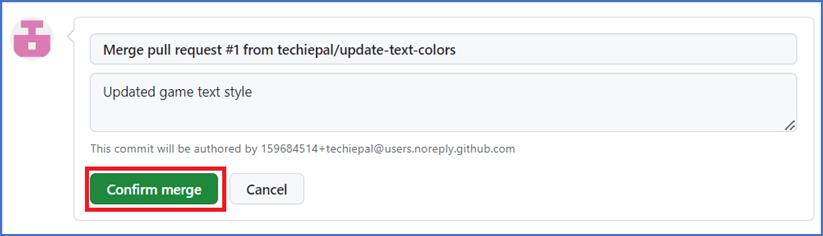 Merge pull request #1 from techiepal/update-text-colors
Updated game text style
This commit will be authored by 159684514+techiepal@users.noreply.github.com
Confirm merge
Cancel